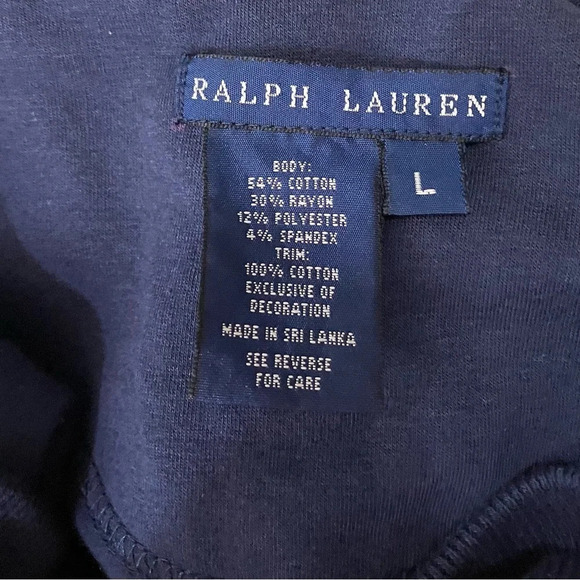 RALPH LAUREN
L
BODY:
54% COTTON
30% RAYON
12% POLYESTER
4% SPANDEX
TRIM:
100% COTTON
EXCLUSIVE OF
DECORATION
MADE IN SRI LANKA
SEE REVERSE
FOR CARE